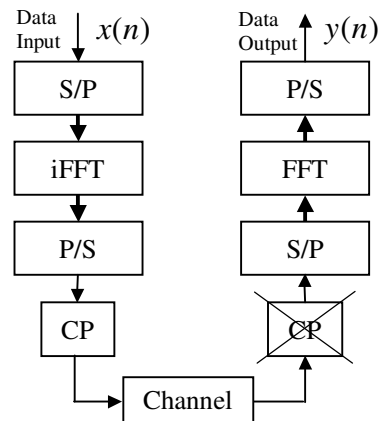 Data
Input
x(n)
S/P
iFFT
P/S
CP
Channel
Data
Output
y(n)
P/S
FFT
S/P
CP